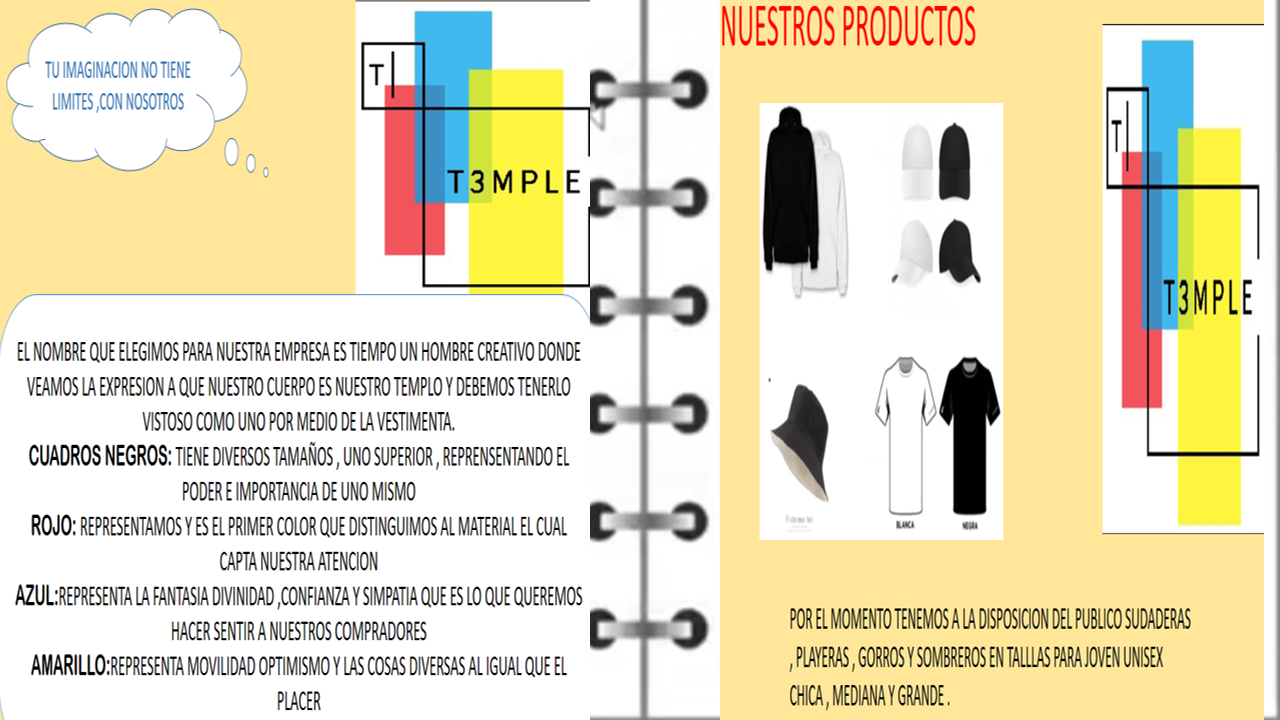 TU IMAGINACION NO TIENE
LIMITES ,CON NOSOTROS
T
T3MPLE
EL NOMBRE QUE ELEGIMOS PARA NUESTRA EMPRESA ES TIEMPO UN HOMBRE CREATIVO DONDE
VEAMOS LA EXPRESION A QUE NUESTRO CUERPO ES NUESTRO TEMPLO Y DEBEMOS TENERLO
VISTOSO COMO UNO POR MEDIO DE LA VESTIMENTA.
CUADROS NEGROS: TIENE DIVERSOS TAMAÑOS , UNO SUPERIOR , REPRENSENTANDO EL
PODER E IMPORTANCIA DE UNO MISMO
ROJO: REPRESENTAMOS Y ES EL PRIMER COLOR QUE DISTINGUIMOS AL MATERIAL EL CUAL
CAPTA NUESTRA ATENCION
AZUL:REPRESENTA LA FANTASIA DIVINIDAD ,CONFIANZA Y SIMPATIA QUE ES LO QUE QUEREMOS
HACER SENTIR A NUESTROS COMPRADORES
AMARILLO:REPRESENTA MOVILIDAD OPTIMISMO Y LAS COSAS DIVERSAS AL IGUAL QUE EL
PLACER
NUESTROS PRODUCTOS
T
T3MPLE
BLANCA
NEGRA
POR EL MOMENTO TENEMOS A LA DISPOSICION DEL PUBLICO SUDADERAS
, PLAYERAS , GORROS Y SOMBREROS EN TALLLAS PARA JOVEN UNISEX
CHICA , MEDIANA Y GRANDE .